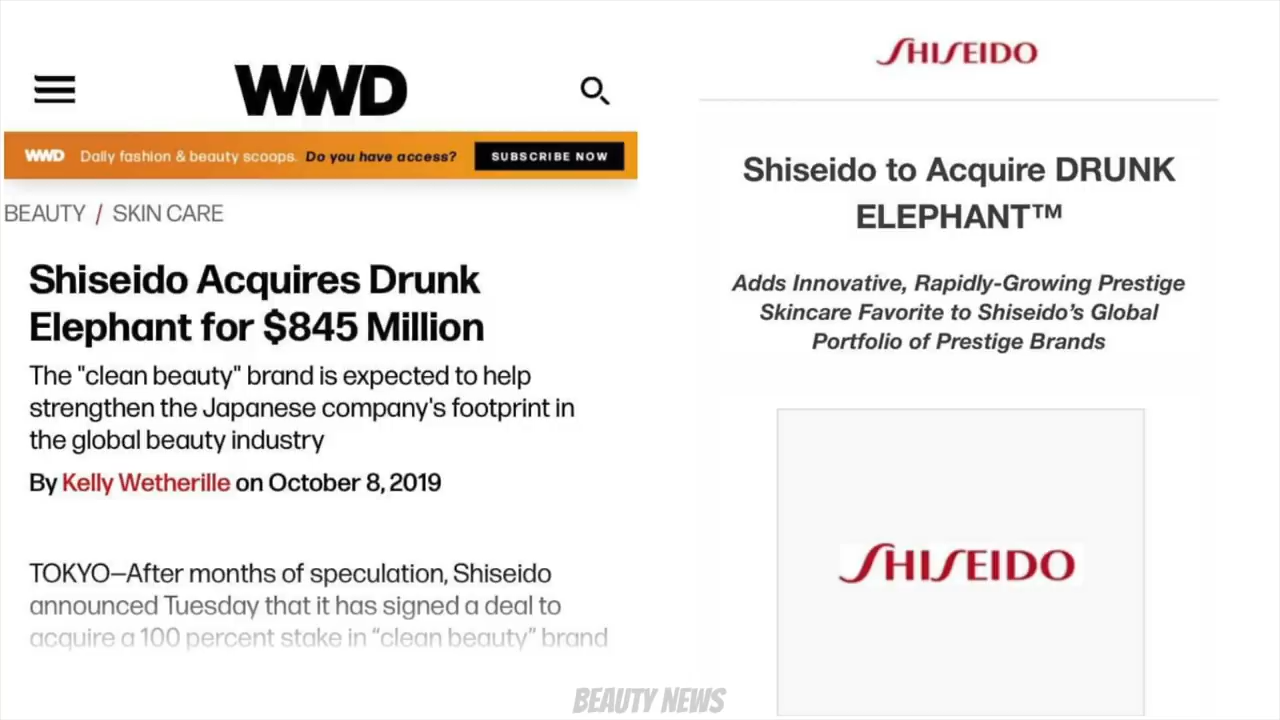 WWD
WWD Daily fashion & beauty scoops. Do you have access? SUBSCRIBE NOW
BEAUTY / SKIN CARE
Shiseido Acquires Drunk
Elephant for $845 Million
The "clean beauty" brand is expected to help
strengthen the Japanese company's footprint in
the global beauty industry
By Kelly Wetherille on October 8, 2019
TOKYO—After months of speculation, Shiseido
announced Tuesday that it has signed a deal to
acquire a 100 percent stake in “clean beauty” brand
SHISEIDO
Shiseido to Acquire DRUNK
ELEPHANT™
Adds Innovative, Rapidly-Growing Prestige
Skincare Favorite to Shiseido’s Global
Portfolio of Prestige Brands
SHISEIDO
BEAUTY NEWS